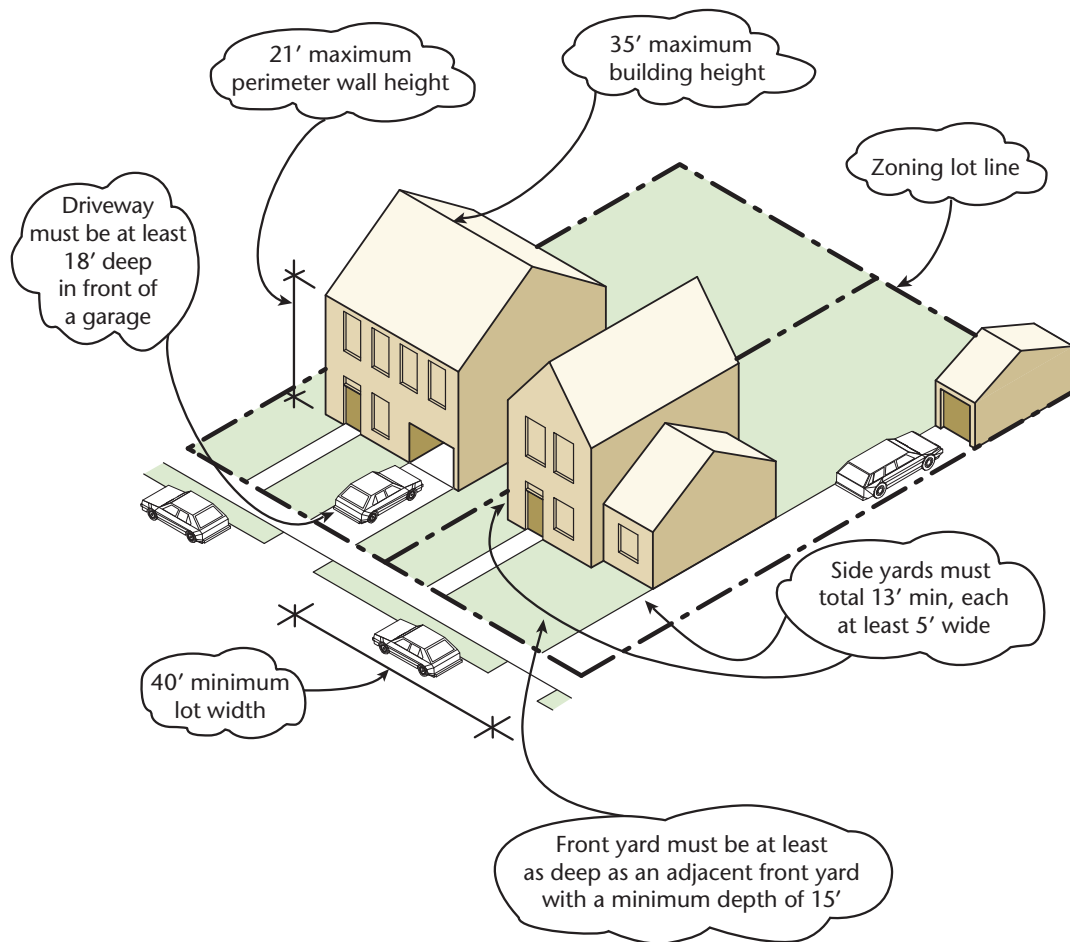 21′ maximum
perimeter wall height
35′ maximum
building height
Zoning lot line
Driveway
must be at least
18′ deep
in front of
a garage
Side yards must
total 13′ min, each
at least 5′ wide
40′ minimum
lot width
Front yard must be at least
as deep as an adjacent front yard
with a minimum depth of 15′